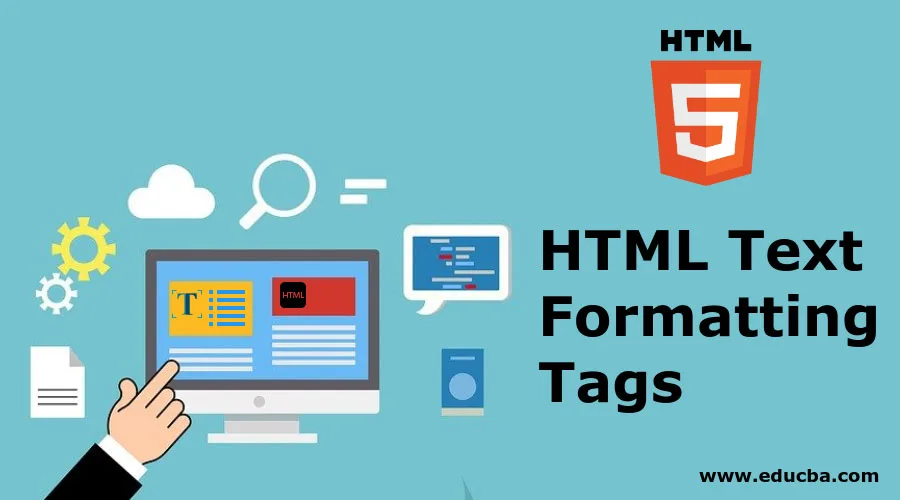 HTML
5
HTML Text
Formatting
Tags
T
HTML
www.educba.com